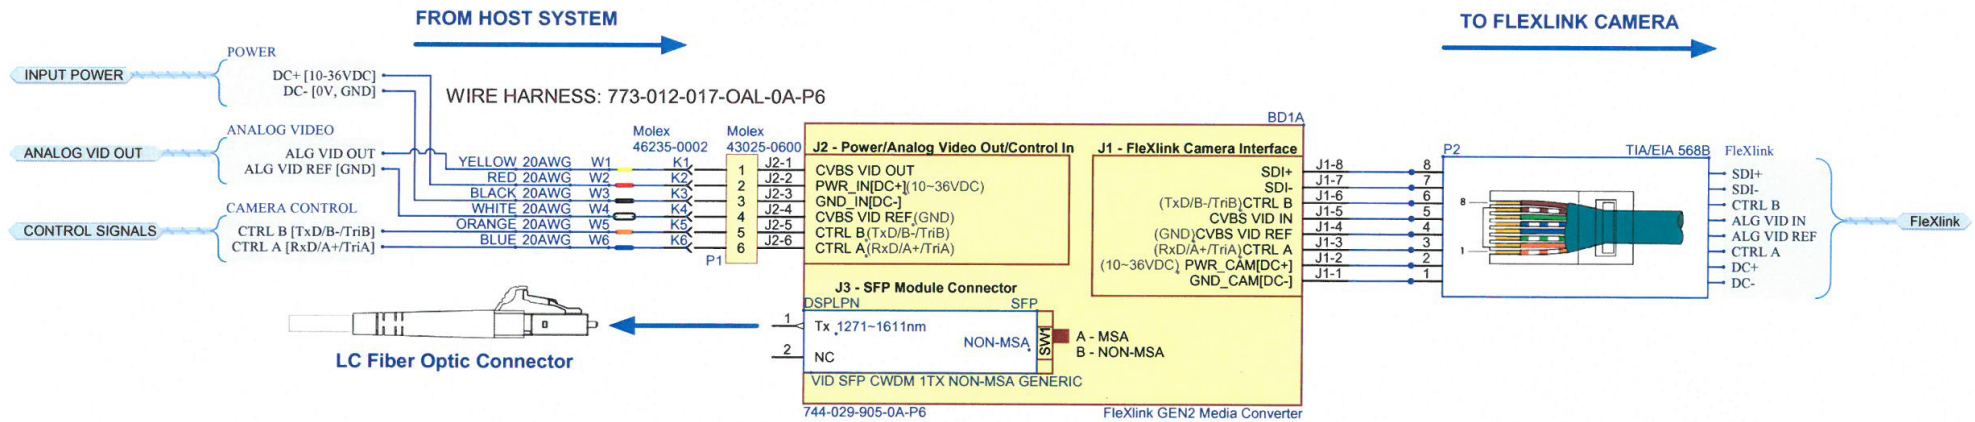 FROM HOST SYSTEM
TO FLEXLINK CAMERA
POWER
INPUT POWER
DC+ [10-36VDC]
DC- [0V, GND]
WIRE HARNESS: 773-012-017-OAL-0A-P6
ANALOG VIDEO
ANALOG VID OUT
ALG VID OUT
ALG VID REF [GND]
CAMERA CONTROL
CONTROL SIGNALS
CTRL B [TxD/B-/TriB]
CTRL A [RxD/A+/TriA]
Molex
46235-0002
Molex
43025-0600
YELLOW 20AWG W1 K1 1 J2-1
RED 20AWG W2 K2 2 J2-2
BLACK 20AWG W3 K3 3 J2-3
WHITE 20AWG W4 K4 4 J2-4
ORANGE 20AWG W5 K5 5 J2-5
BLUE 20AWG W6 K6 6 J2-6
P1
BD1A
J2 - Power/Analog Video Out/Control In
CVBS VID OUT
PWR_IN[DC+](10~36VDC)
GND_IN[DC-]
CVBS VID REF(GND)
CTRL B(TxD/B-/TriB)
CTRL A(RxD/A+/TriA)
J1 - FleXlink Camera Interface
SDI+ J1-8 8
SDI- J1-7 7
(TxD/B-/TriB)CTRL B J1-6 6
CVBS VID IN J1-5 5
(GND)CVBS VID REF J1-4 4
(RxD/A+/TriA)CTRL A J1-3 3
(10~36VDC) PWR_CAM[DC+] J1-2 2
GND_CAM[DC-] J1-1 1
P2
TIA/EIA 568B
8
1
FleXlink
SDI+
SDI-
CTRL B
ALG VID IN
ALG VID REF
CTRL A
DC+
DC-
FleXlink
J3 - SFP Module Connector
DSPLPN
SFP
1 Tx 1271~1611nm
NON-MSA
2 NC
SW1
A - MSA
B - NON-MSA
VID SFP CWDM 1TX NON-MSA GENERIC
744-029-905-0A-P6
FleXlink GEN2 Media Converter
LC Fiber Optic Connector